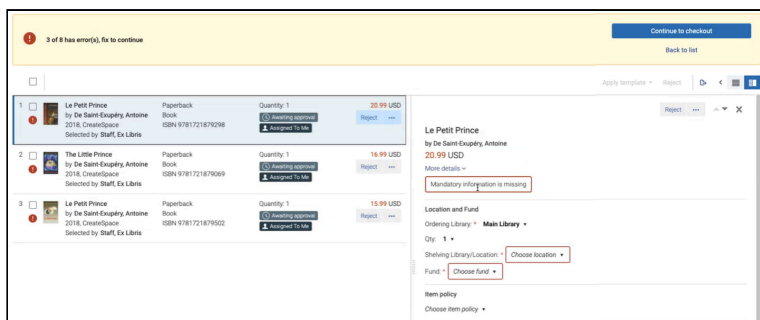 3 of 8 has error(s), fix to continue
Continue to checkout
Back to list
Apply template
Reject
1
Le Petit Prince
by De Saint-Exupéry, Antoine
2018, CreateSpace
Selected by Staff, Ex Libris
Paperback
Book
ISBN 9781721879298
Quantity: 1
Awaiting approval
Assigned To Me
20.99 USD
Reject
2
The Little Prince
by De Saint-Exupéry, Antoine
2018, CreateSpace
Selected by Staff, Ex Libris
Paperback
Book
ISBN 9781721879069
Quantity: 1
Awaiting approval
Assigned To Me
16.99 USD
Reject
3
Le Petit Prince
by De Saint-Exupéry, Antoine
2018, CreateSpace
Selected by Staff, Ex Libris
Paperback
Book
ISBN 9781721879502
Quantity: 1
Awaiting approval
Assigned To Me
15.99 USD
Reject
Reject
Le Petit Prince
by De Saint-Exupéry, Antoine
20.99 USD
More details
Mandatory information is missing
Location and Fund
Ordering Library: * Main Library
Qty: 1
Shelving Library/Location: * Choose location
Fund: * Choose fund
Item policy
Choose item policy